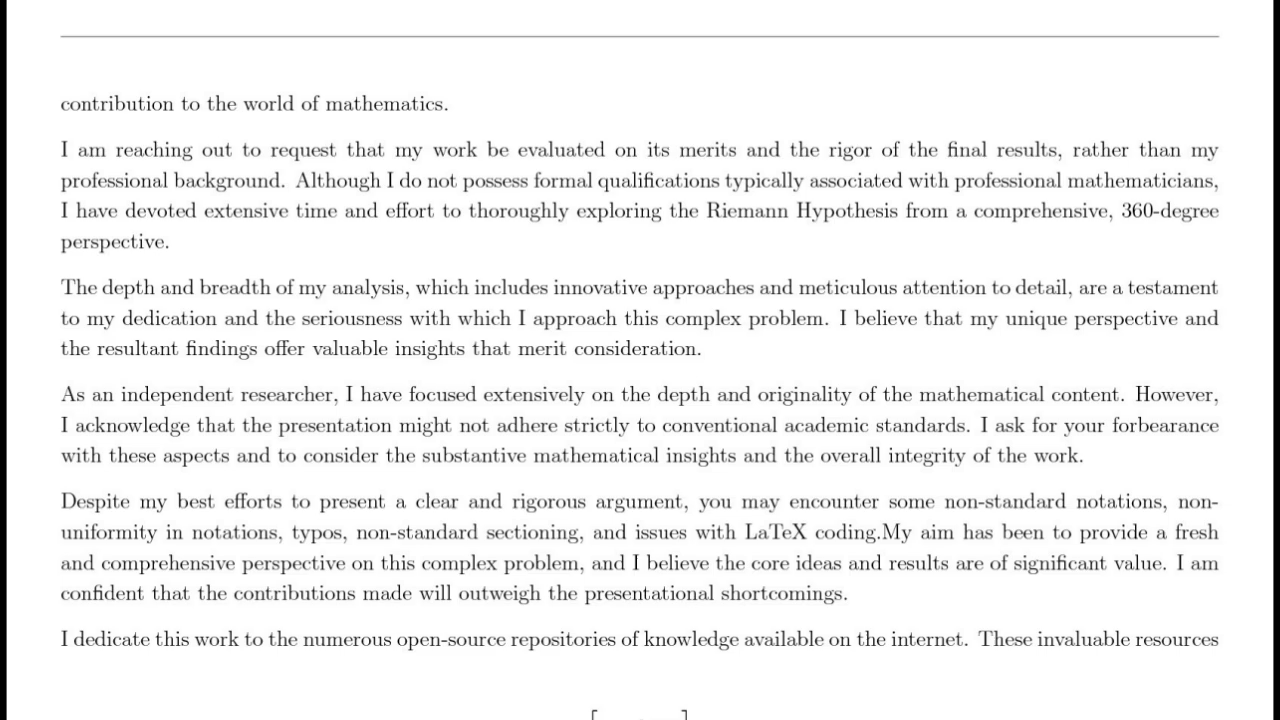 contribution to the world of mathematics.
I am reaching out to request that my work be evaluated on its merits and the rigor of the final results, rather than my
professional background. Although I do not possess formal qualifications typically associated with professional mathematicians,
I have devoted extensive time and effort to thoroughly exploring the Riemann Hypothesis from a comprehensive, 360-degree
perspective.
The depth and breadth of my analysis, which includes innovative approaches and meticulous attention to detail, are a testament
to my dedication and the seriousness with which I approach this complex problem. I believe that my unique perspective and
the resultant findings offer valuable insights that merit consideration.
As an independent researcher, I have focused extensively on the depth and originality of the mathematical content. However,
I acknowledge that the presentation might not adhere strictly to conventional academic standards. I ask for your forbearance
with these aspects and to consider the substantive mathematical insights and the overall integrity of the work.
Despite my best efforts to present a clear and rigorous argument, you may encounter some non-standard notations, non-
uniformity in notations, typos, non-standard sectioning, and issues with LaTeX coding.My aim has been to provide a fresh
and comprehensive perspective on this complex problem, and I believe the core ideas and results are of significant value. I am
confident that the contributions made will outweigh the presentational shortcomings.
I dedicate this work to the numerous open-source repositories of knowledge available on the internet. These invaluable resources